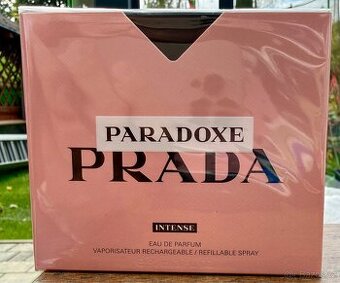 PARADOXE
PRADA
INTENSE
EAU DE PARFUM
VAPORISATEUR RECHARGEABLE / REFILLABLE SPRAY